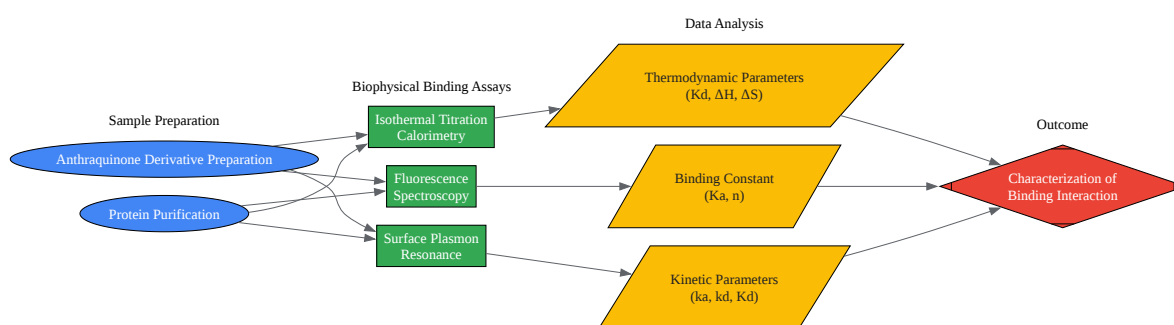 Sample Preparation
Anthraquinone Derivative Preparation
Protein Purification
Biophysical Binding Assays
Isothermal Titration
Calorimetry
Fluorescence
Spectroscopy
Surface Plasmon
Resonance
Data Analysis
Thermodynamic Parameters
(Kd, ΔH, ΔS)
Binding Constant
(Ka, n)
Kinetic Parameters
(ka, kd, Kd)
Outcome
Characterization of
Binding Interaction